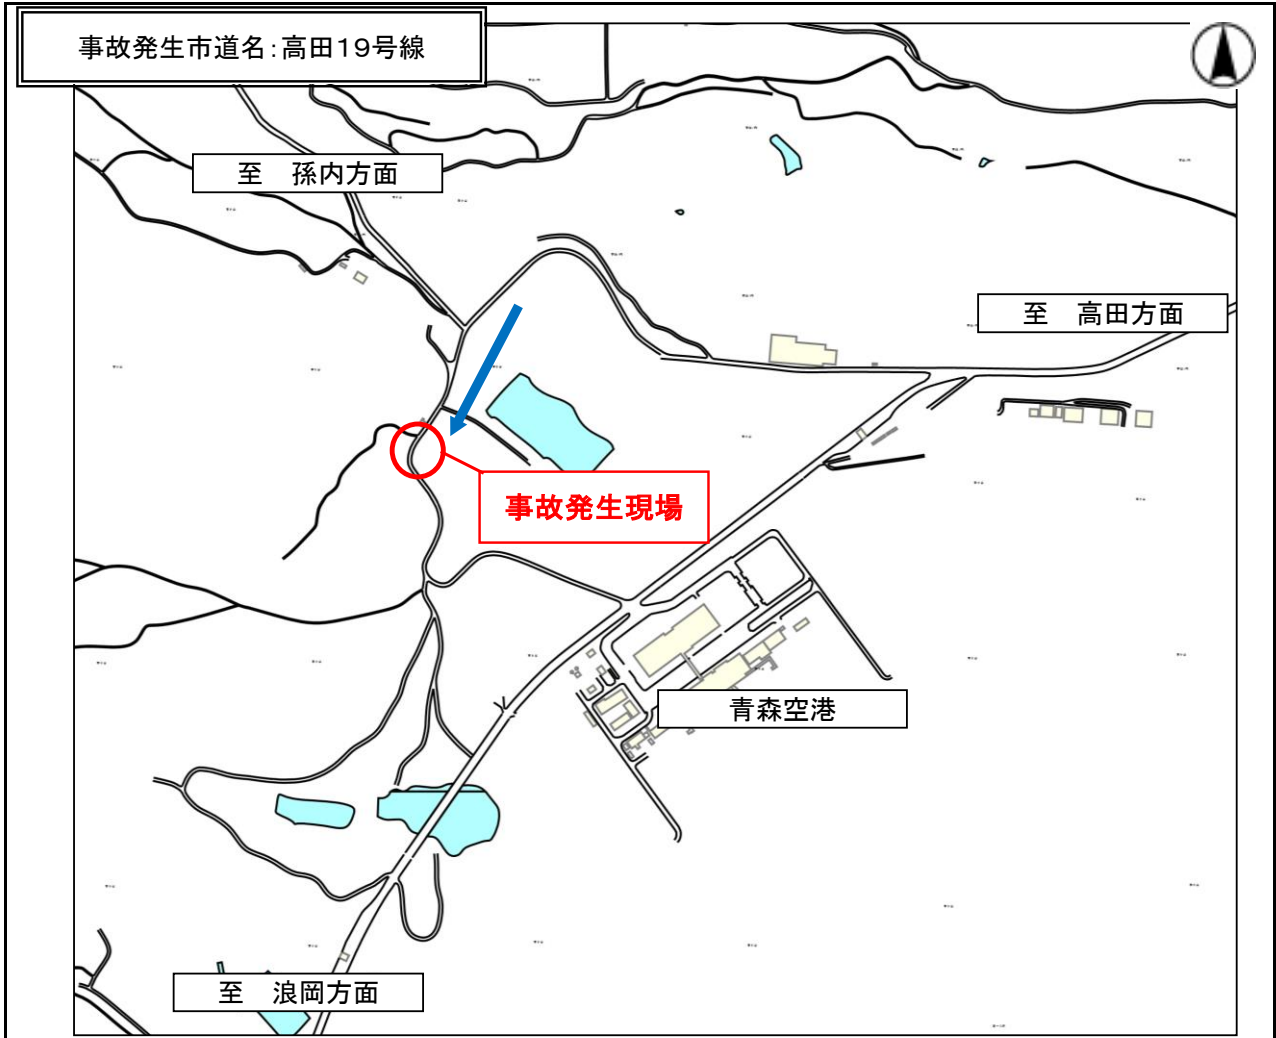 事故発生市道名：高田１９号線
至　孫内方面
至　高田方面
事故発生現場
青森空港
至　浪岡方面